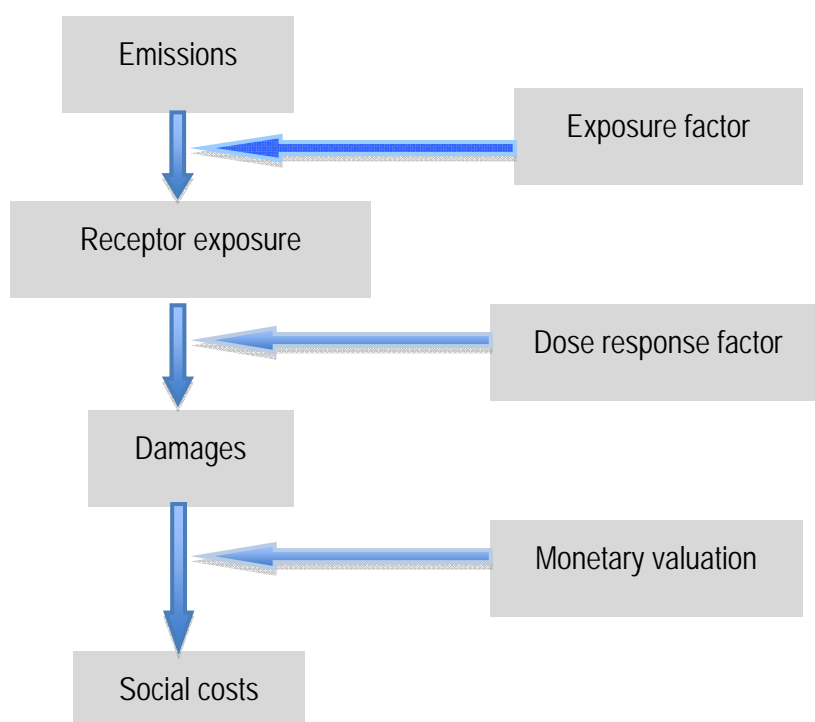 Emissions
Exposure factor
Receptor exposure
Dose response factor
Damages
Monetary valuation
Social costs